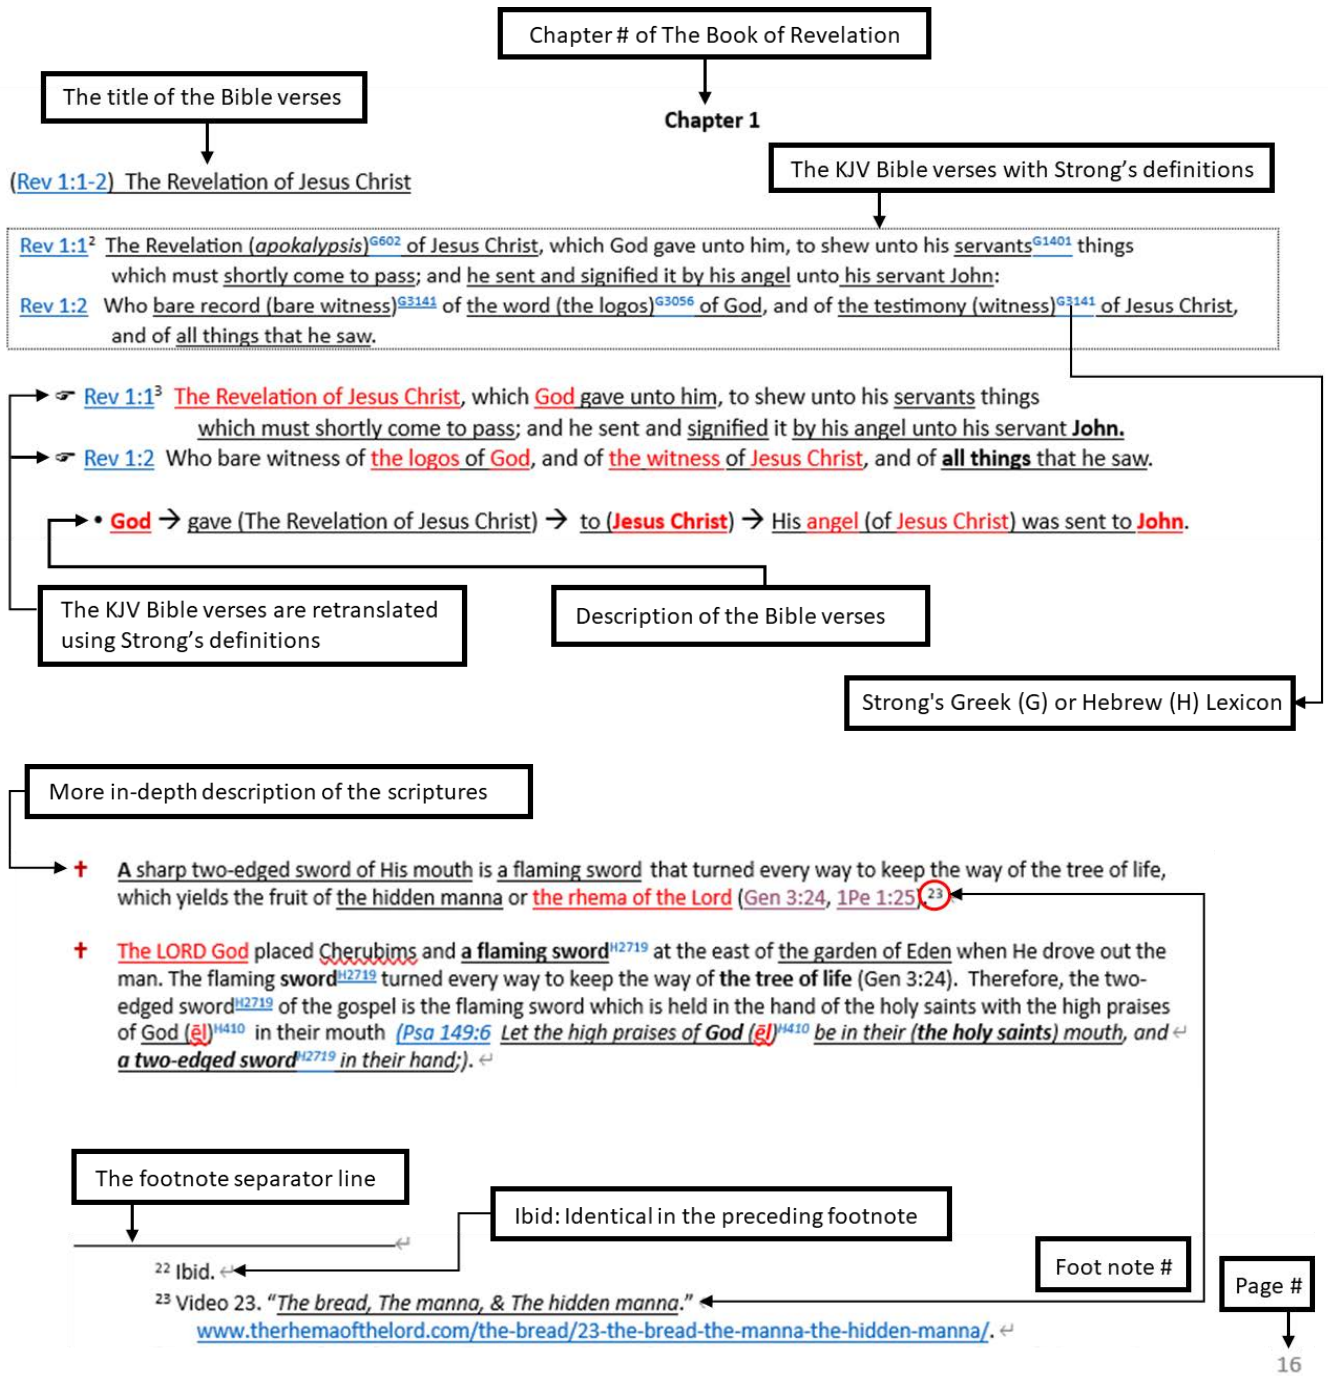 Chapter # of The Book of Revelation
The title of the Bible verses
Chapter 1
The KJV Bible verses with Strong's definitions
(Rev 1:1-2) The Revelation of Jesus Christ
Rev 1:1² The Revelation (apokalypsis)G602 of Jesus Christ, which God gave unto him, to shew unto his servantsG1401 things
which must shortly come to pass; and he sent and signified it by his angel unto his servant John:
Rev 1:2 Who bare record (bare witness)G3141 of the word (the logos)G3056 of God, and of the testimony (witness)G3141 of Jesus Christ,
and of all things that he saw.
☞ Rev 1:1³ The Revelation of Jesus Christ, which God gave unto him, to shew unto his servants things
which must shortly come to pass; and he sent and signified it by his angel unto his servant John.
☞ Rev 1:2 Who bare witness of the logos of God, and of the witness of Jesus Christ, and of all things that he saw.
• God → gave (The Revelation of Jesus Christ) → to (Jesus Christ) → His angel (of Jesus Christ) was sent to John.
The KJV Bible verses are retranslated
using Strong's definitions
Description of the Bible verses
Strong's Greek (G) or Hebrew (H) Lexicon
More in-depth description of the scriptures
✝ A sharp two-edged sword of His mouth is a flaming sword that turned every way to keep the way of the tree of life,
which yields the fruit of the hidden manna or the rhema of the Lord (Gen 3:24, 1Pe 1:25).²³
✝ The LORD God placed Cherubims and a flaming swordH2719 at the east of the garden of Eden when He drove out the
man. The flaming swordH2719 turned every way to keep the way of the tree of life (Gen 3:24). Therefore, the two-
edged swordH2719 of the gospel is the flaming sword which is held in the hand of the holy saints with the high praises
of God (ēl)H410 in their mouth (Psa 149:6 Let the high praises of God (ēl)H410 be in their (the holy saints) mouth, and ↵
a two-edged swordH2719 in their hand;). ↵
The footnote separator line
Ibid: Identical in the preceding footnote
Foot note #
Page #
²² Ibid. ↵
²³ Video 23. "The bread, The manna, & The hidden manna."
www.therhemaofthelord.com/the-bread/23-the-bread-the-manna-the-hidden-manna/. ↵
16